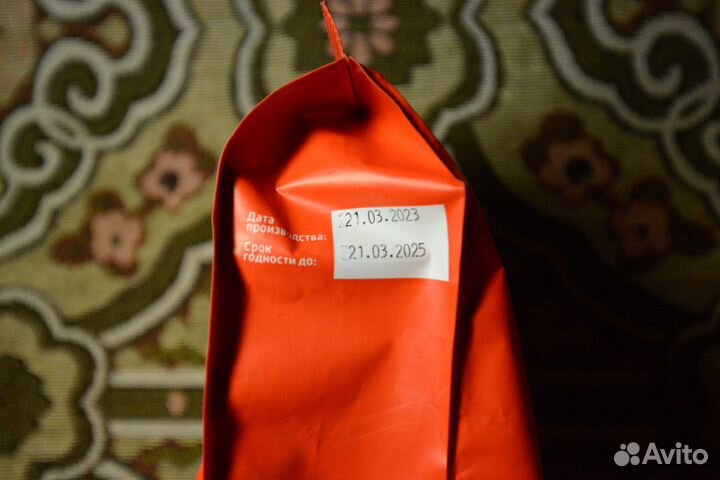 Дата
производства:
21.03.2023
Срок
годности до:
21.03.2025
Avito